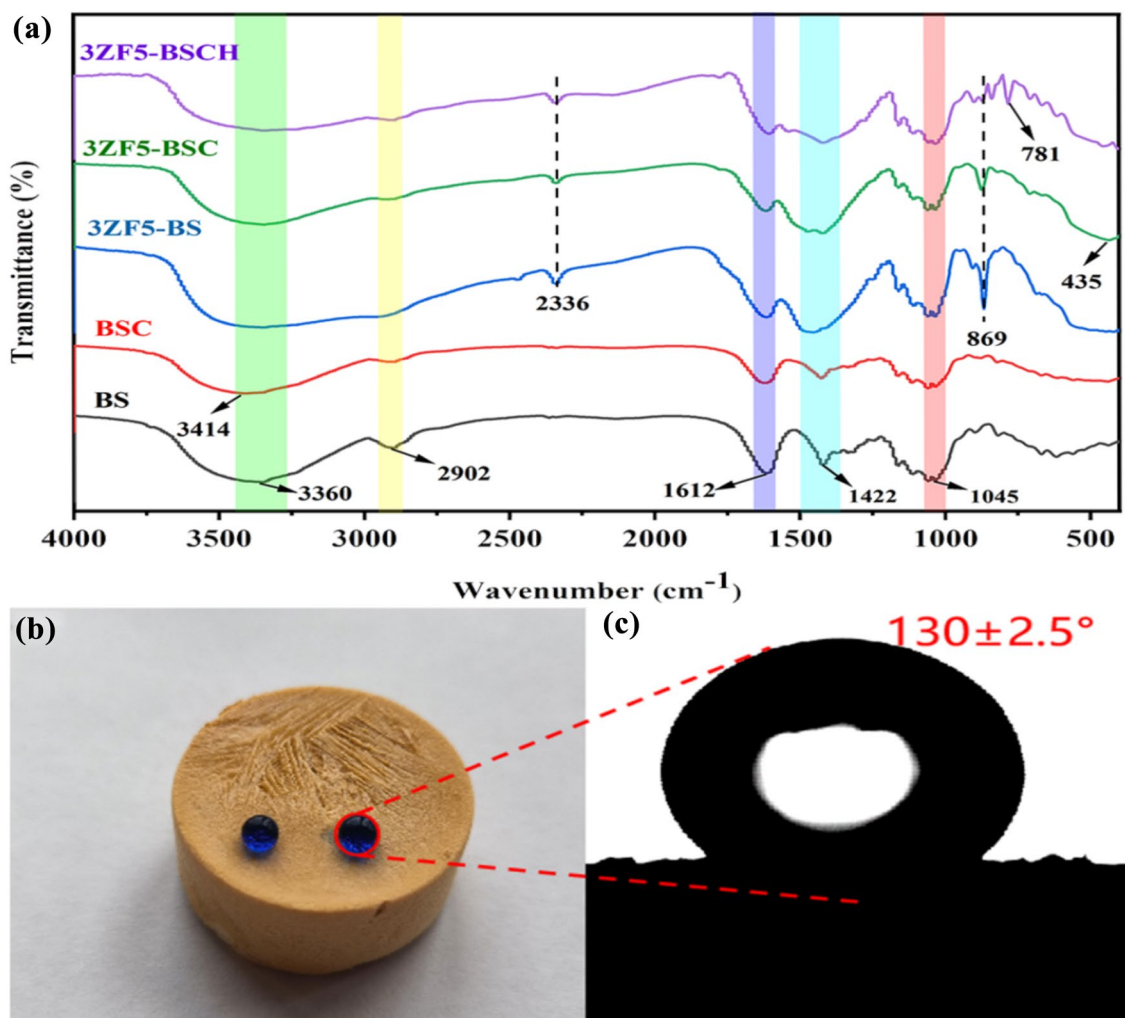 (a)
3ZF5-BSCH
3ZF5-BSC
3ZF5-BS
BSC
BS
2336
781
435
869
3414
3360
2902
1612
1422
1045
Transmittance (%)
4000 3500 3000 2500 2000 1500 1000 500
Wavenumber (cm⁻¹)
(b)
(c)
130±2.5°